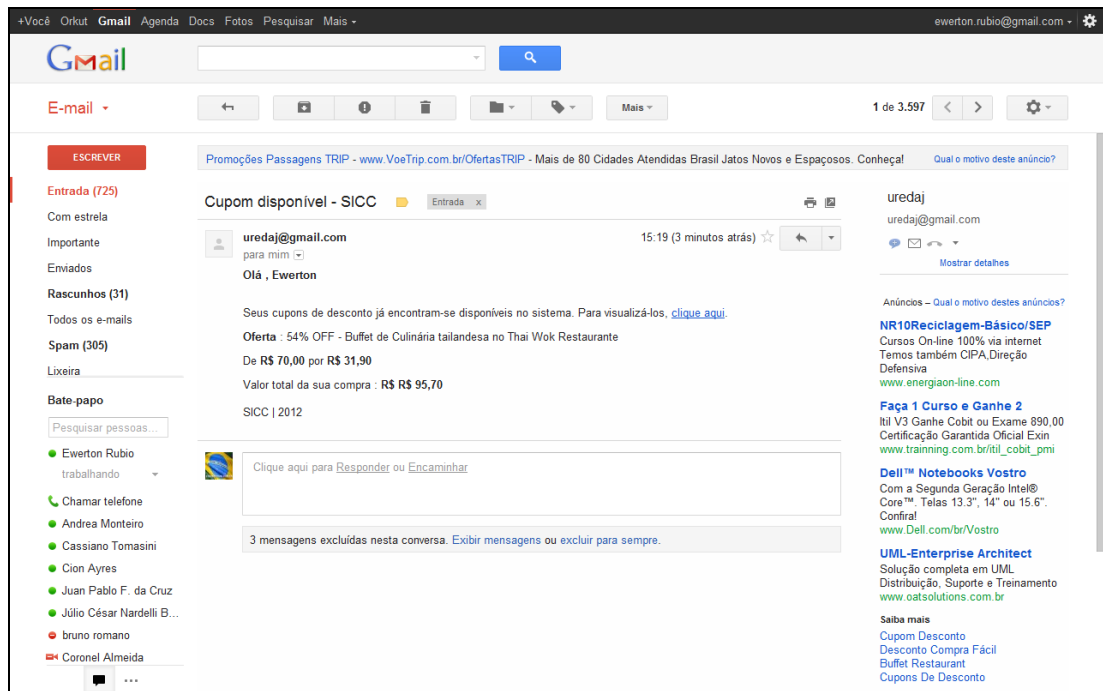 +Você Orkut Gmail Agenda Docs Fotos Pesquisar Mais
ewerton.rubio@gmail.com
GMail
E-mail
Mais
1 de 3.597
ESCREVER
Entrada (725)
Com estrela
Importante
Enviados
Rascunhos (31)
Todos os e-mails
Spam (305)
Lixeira
Bate-papo
Pesquisar pessoas...
Ewerton Rubio
trabalhando
Chamar telefone
Andrea Monteiro
Cassiano Tomasini
Cion Ayres
Juan Pablo F. da Cruz
Júlio César Nardelli B...
bruno romano
Coronel Almeida
Promoções Passagens TRIP - www.VoeTrip.com.br/OfertasTRIP - Mais de 80 Cidades Atendidas Brasil Jatos Novos e Espaçosos. Conheça!
Qual o motivo deste anúncio?
Cupom disponível - SICC
Entrada x
uredaj@gmail.com
15:19 (3 minutos atrás)
para mim
Olá , Ewerton
Seus cupons de desconto já encontram-se disponíveis no sistema. Para visualizá-los, clique aqui.
Oferta : 54% OFF - Buffet de Culinária tailandesa no Thai Wok Restaurante
De R$ 70,00 por R$ 31,90
Valor total da sua compra : R$ R$ 95,70
SICC | 2012
Clique aqui para Responder ou Encaminhar
3 mensagens excluídas nesta conversa. Exibir mensagens ou excluir para sempre.
uredaj
uredaj@gmail.com
Mostrar detalhes
Anúncios – Qual o motivo destes anúncios?
NR10Reciclagem-Básico/SEP
Cursos On-line 100% via internet
Temos também CIPA,Direção
Defensiva
www.energiaon-line.com
Faça 1 Curso e Ganhe 2
Itil V3 Ganhe Cobit ou Exame 890,00
Certificação Garantida Oficial Exin
www.trainning.com.br/itil_cobit_pmi
Dell™ Notebooks Vostro
Com a Segunda Geração Intel®
Core™. Telas 13.3", 14" ou 15.6".
Confira!
www.Dell.com/br/Vostro
UML-Enterprise Architect
Solução completa em UML
Distribuição, Suporte e Treinamento
www.oatsolutions.com.br
Saiba mais
Cupom Desconto
Desconto Compra Fácil
Buffet Restaurant
Cupons De Desconto